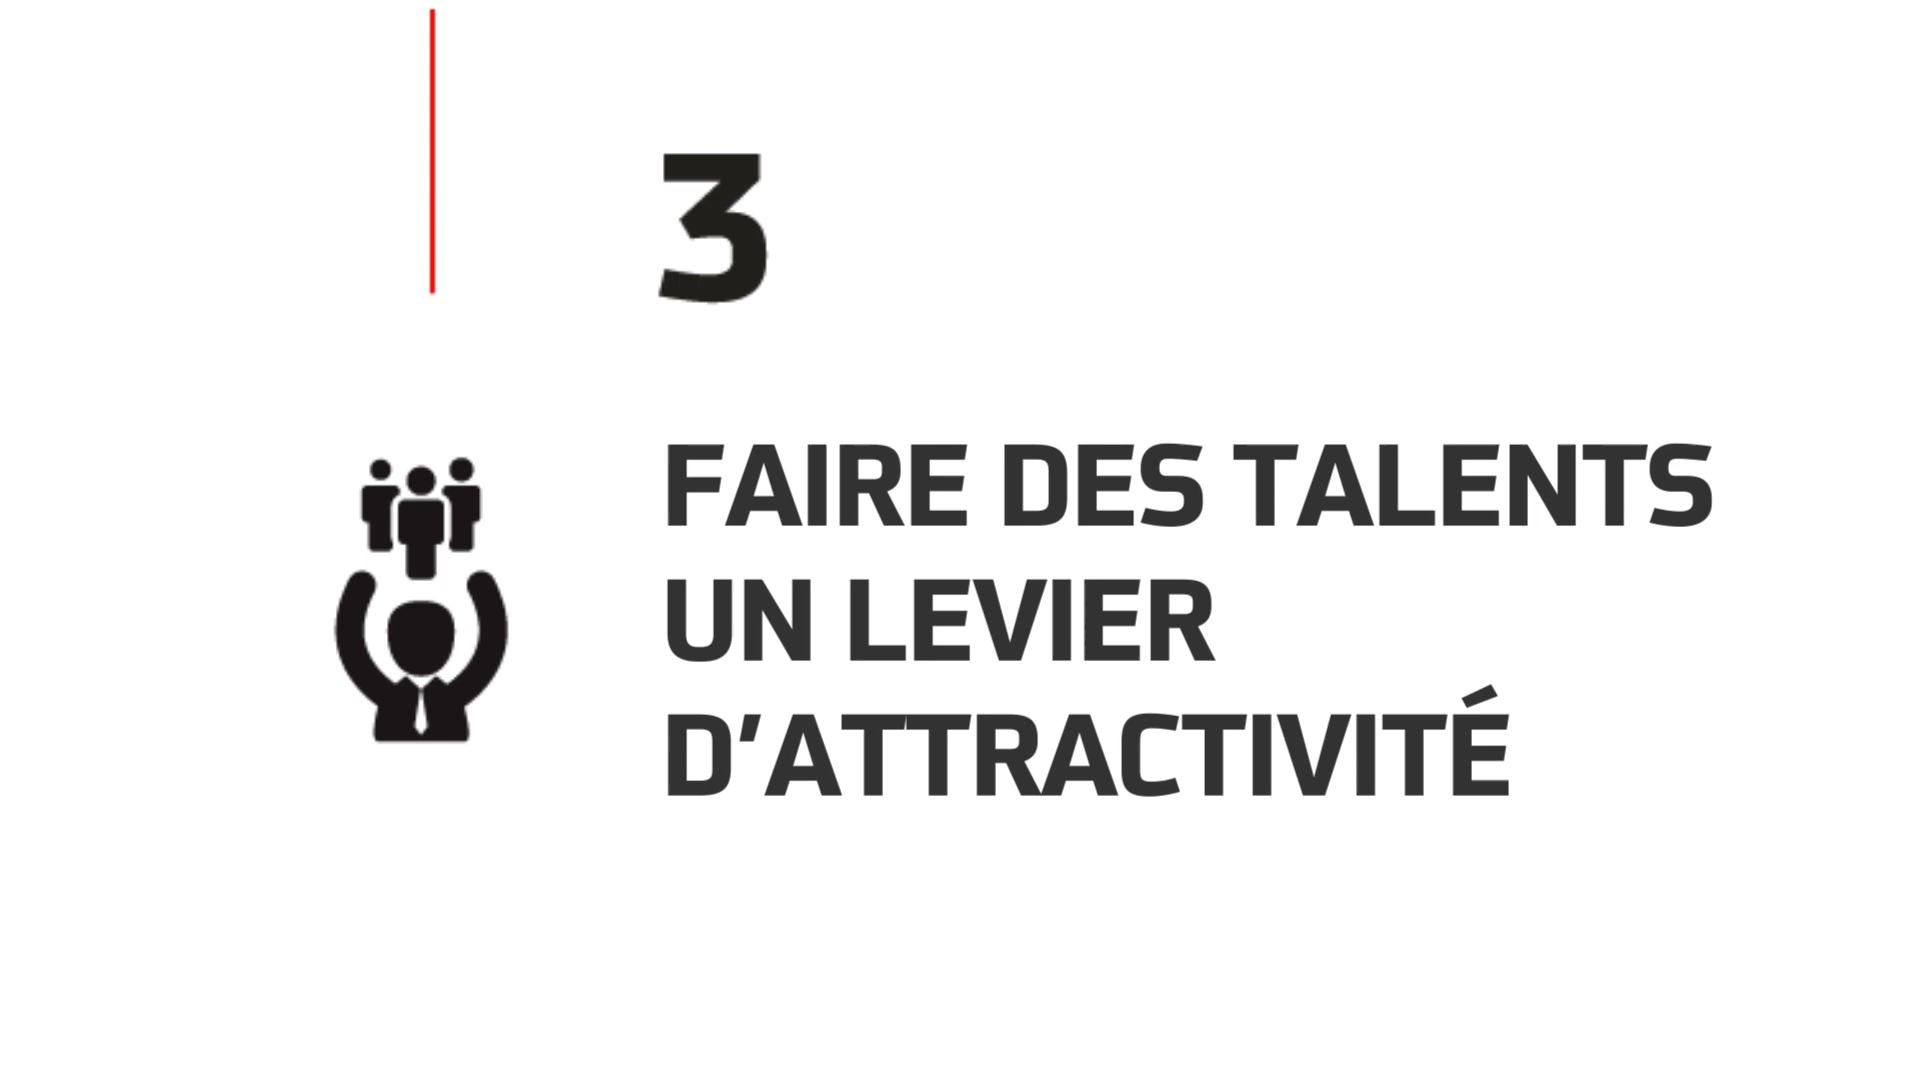 3
FAIRE DES TALENTS
UN LEVIER
D’ATTRACTIVITÉ